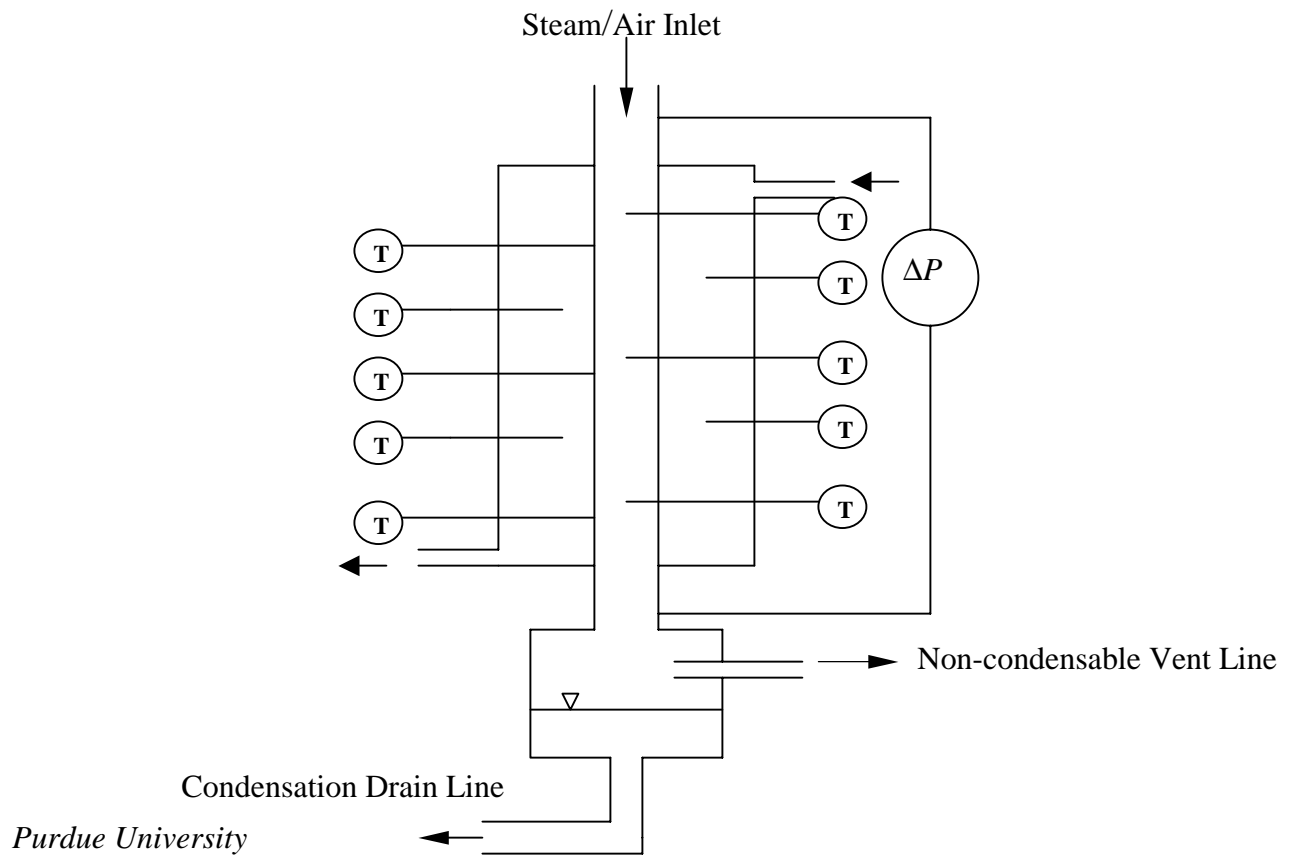 Steam/Air Inlet
T
T
T
ΔP
T
T
T
T
T
T
T
Non-condensable Vent Line
Condensation Drain Line
Purdue University